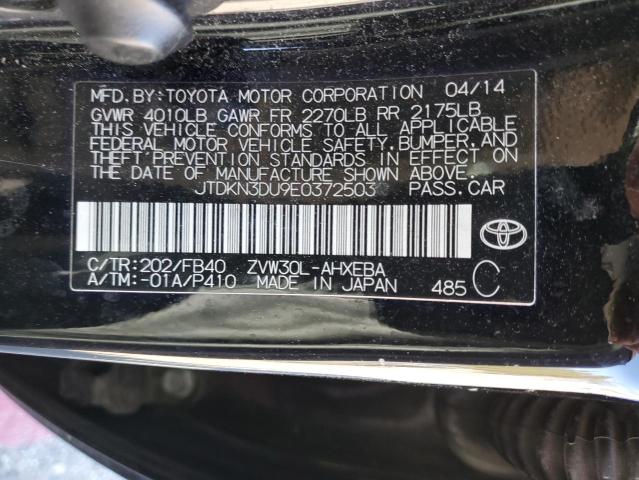 MFD.BY:TOYOTA MOTOR CORPORATION 04/14
GVWR 4010LB GAWR FR 2270LB RR 2175LB
THIS VEHICLE CONFORMS TO ALL APPLICABLE
FEDERAL MOTOR VEHICLE SAFETY,BUMPER,AND
THEFT PREVENTION STANDARDS IN EFFECT ON
THE DATE OF MANUFACTURE SHOWN ABOVE.
JTDKN3DU9E0372503 PASS.CAR
C/TR:202/FB40 ZVW30L-AHXEBA
A/TM:-01A/P410 MADE IN JAPAN 485 C